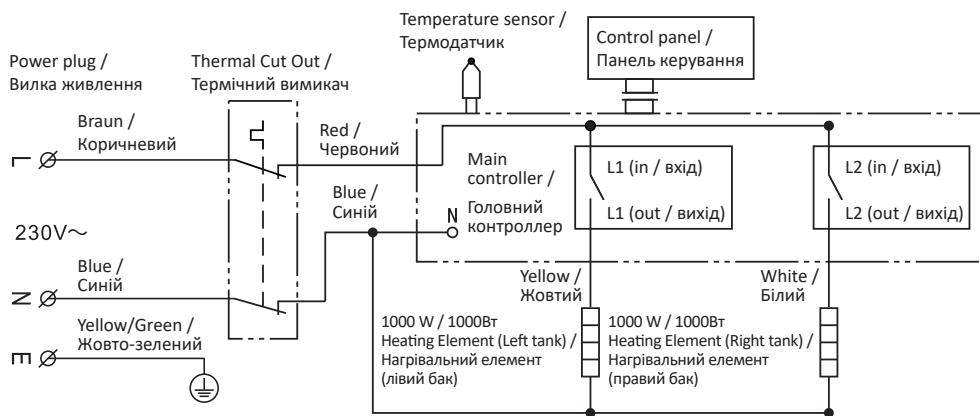 Temperature sensor /
Термодатчик
Control panel /
Панель керування
Power plug /
Вилка живлення
Thermal Cut Out /
Термічний вимикач
Braun /
Коричневий
Red /
Червоний
L
Main
controller /
Головний
контроллер
N
L1 (in / вхід)
L1 (out / вихід)
L2 (in / вхід)
L2 (out / вихід)
Blue /
Синій
230V~
Blue /
Синій
N
Yellow /
Жовтий
White /
Білий
Yellow/Green /
Жовто-зелений
E
1000 W / 1000Вт
Heating Element (Left tank) /
Нагрівальний елемент
(лівий бак)
1000 W / 1000Вт
Heating Element (Right tank) /
Нагрівальний елемент
(правий бак)